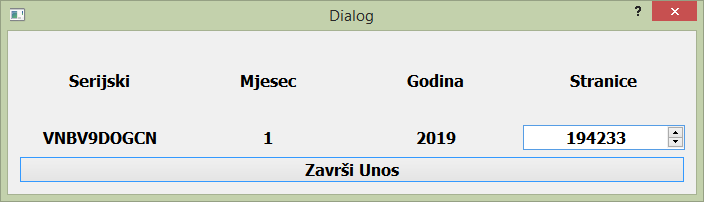 Dialog
?
Serijski Mjesec Godina Stranice
VNBV9DOGCN 1 2019 194233
Završi Unos